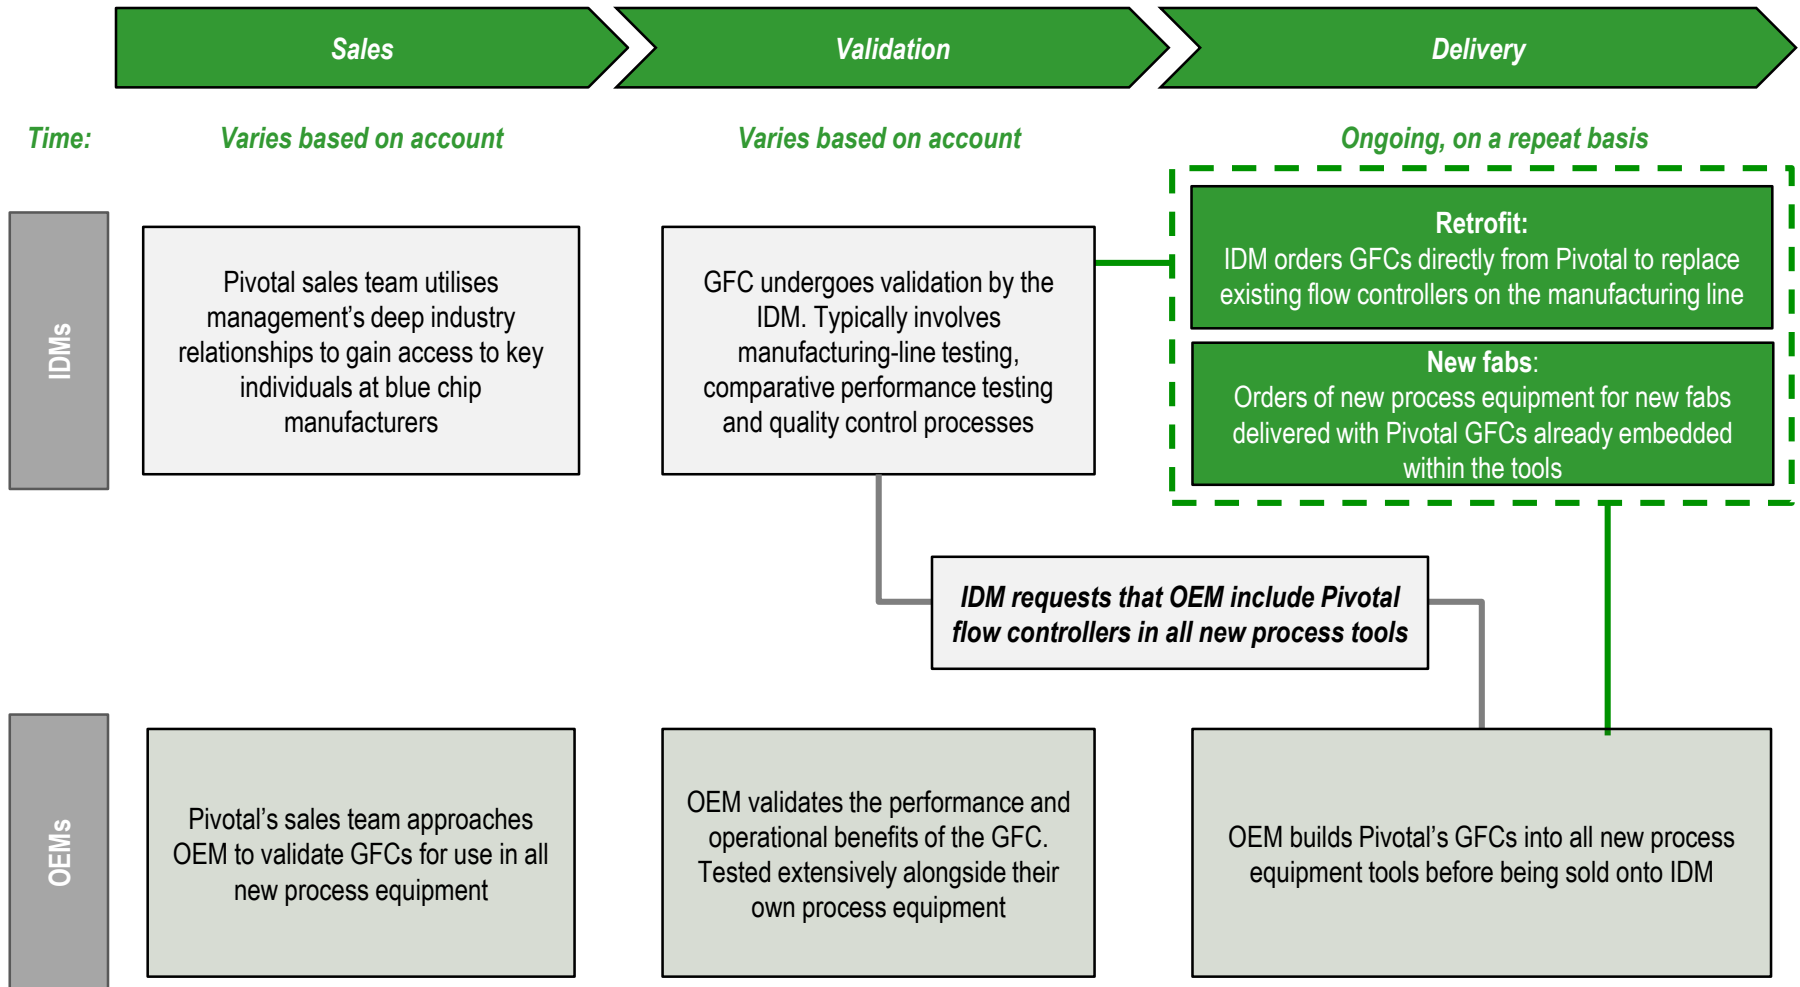 Sales
Validation
Delivery
Time:
Varies based on account
Varies based on account
Ongoing, on a repeat basis
IDMs
Pivotal sales team utilises
management’s deep industry
relationships to gain access to key
individuals at blue chip
manufacturers
GFC undergoes validation by the
IDM. Typically involves
manufacturing-line testing,
comparative performance testing
and quality control processes
Retrofit:
IDM orders GFCs directly from Pivotal to replace
existing flow controllers on the manufacturing line
New fabs:
Orders of new process equipment for new fabs
delivered with Pivotal GFCs already embedded
within the tools
IDM requests that OEM include Pivotal
flow controllers in all new process tools
OEMs
Pivotal’s sales team approaches
OEM to validate GFCs for use in all
new process equipment
OEM validates the performance and
operational benefits of the GFC.
Tested extensively alongside their
own process equipment
OEM builds Pivotal’s GFCs into all new process
equipment tools before being sold onto IDM